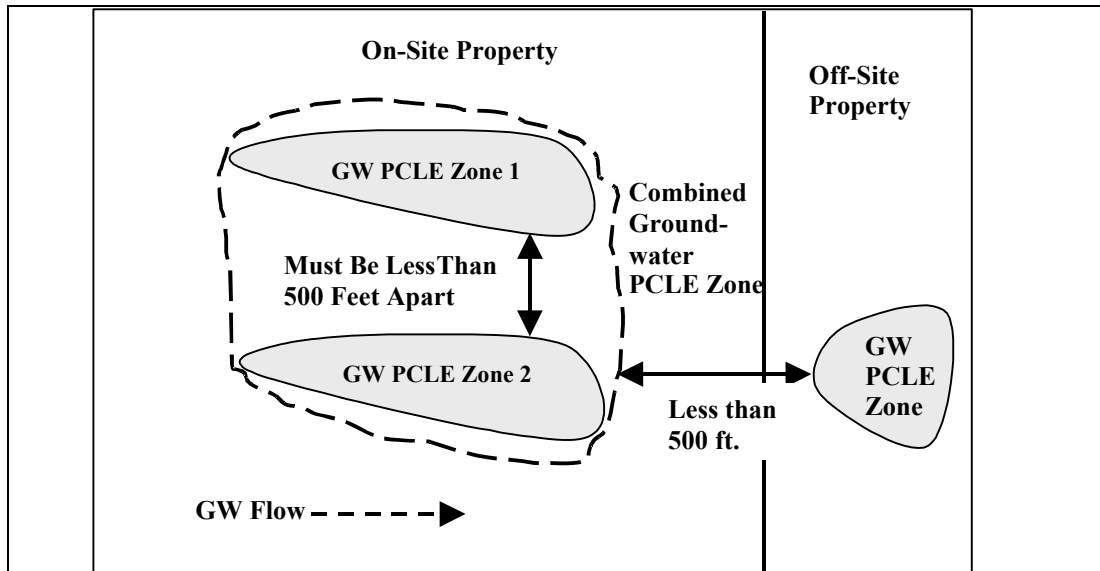 On-Site Property
Off-Site
Property
GW PCLE Zone 1
Combined
Ground-
water
PCLE Zone
Must Be LessThan
500 Feet Apart
GW PCLE Zone 2
GW
PCLE
Zone
Less than
500 ft.
GW Flow